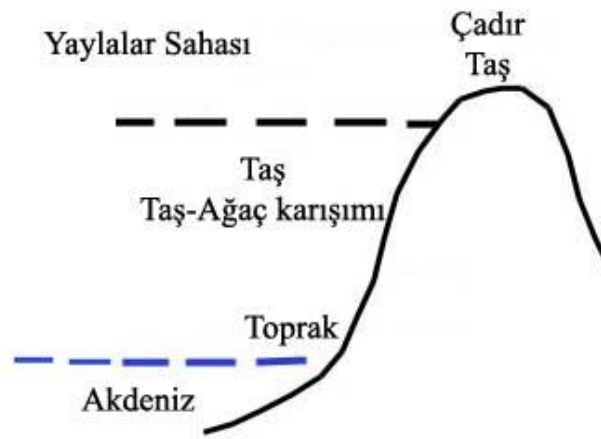 Yaylalar Sahası
Çadır
Taş
Taş
Taş-Ağaç karışımı
Toprak
Akdeniz